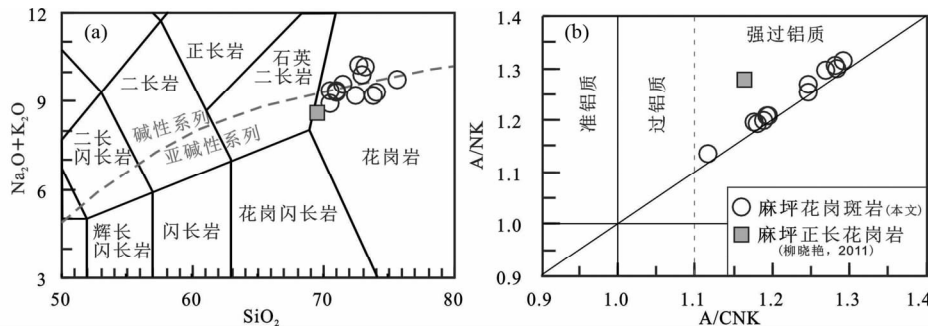 (a)
12
9
6
3
Na₂O+K₂O
50
60
70
80
SiO₂
正长岩
石英
二长岩
二长岩
二长
闪长岩
碱性系列
亚碱性系列
花岗岩
辉长
闪长岩
闪长岩
花岗闪长岩
(b)
1.4
1.3
1.2
1.1
1.0
0.9
A/NK
0.9
1.0
1.1
1.2
1.3
1.4
A/CNK
强过铝质
准铝质
过铝质
麻坪花岗斑岩(本文)
麻坪正长花岗岩
(柳晓艳，2011)